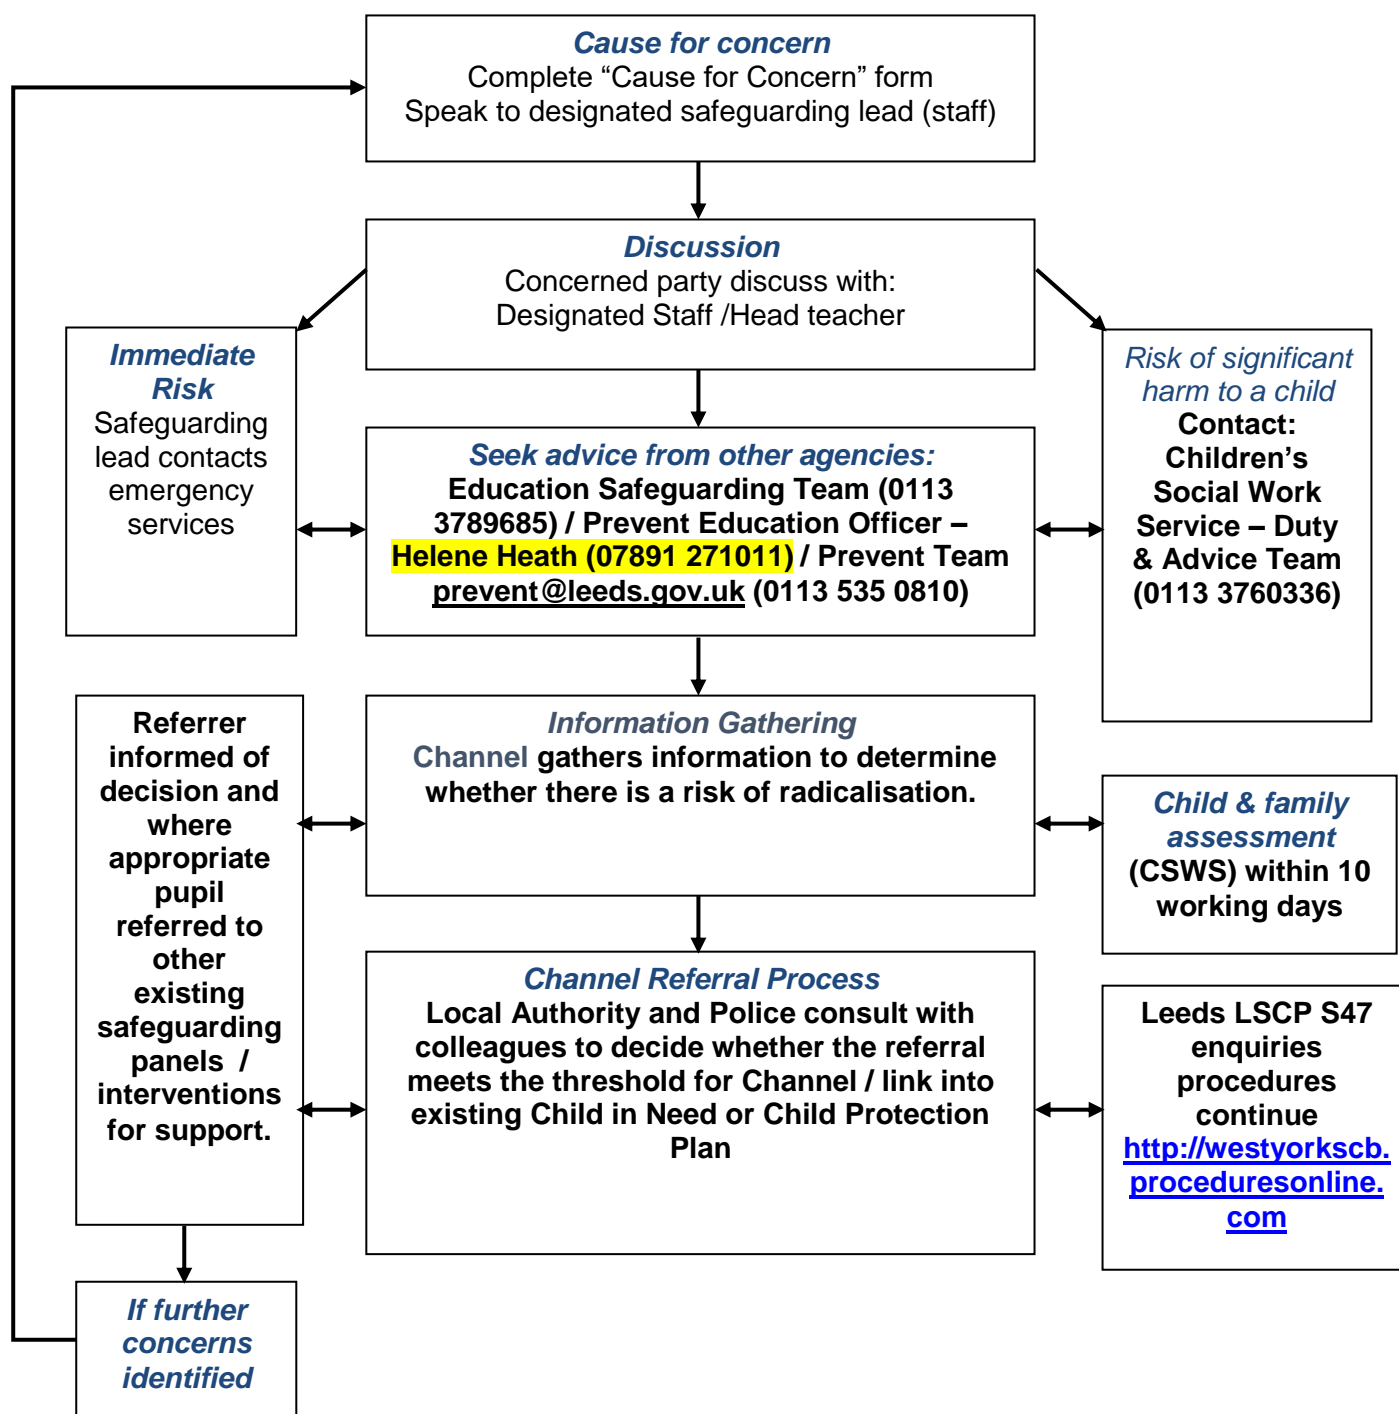 Cause for concern
Complete “Cause for Concern” form
Speak to designated safeguarding lead (staff)
Discussion
Concerned party discuss with:
Designated Staff /Head teacher
Immediate
Risk
Safeguarding
lead contacts
emergency
services
Seek advice from other agencies:
Education Safeguarding Team (0113
3789685) / Prevent Education Officer –
Helene Heath (07891 271011) / Prevent Team
prevent@leeds.gov.uk (0113 535 0810)
Risk of significant
harm to a child
Contact:
Children’s
Social Work
Service – Duty
& Advice Team
(0113 3760336)
Referrer
informed of
decision and
where
appropriate
pupil
referred to
other
existing
safeguarding
panels /
interventions
for support.
Information Gathering
Channel gathers information to determine
whether there is a risk of radicalisation.
Child & family
assessment
(CSWS) within 10
working days
Channel Referral Process
Local Authority and Police consult with
colleagues to decide whether the referral
meets the threshold for Channel / link into
existing Child in Need or Child Protection
Plan
Leeds LSCP S47
enquiries
procedures
continue
http://westyorkscb.
proceduresonline.
com
If further
concerns
identified